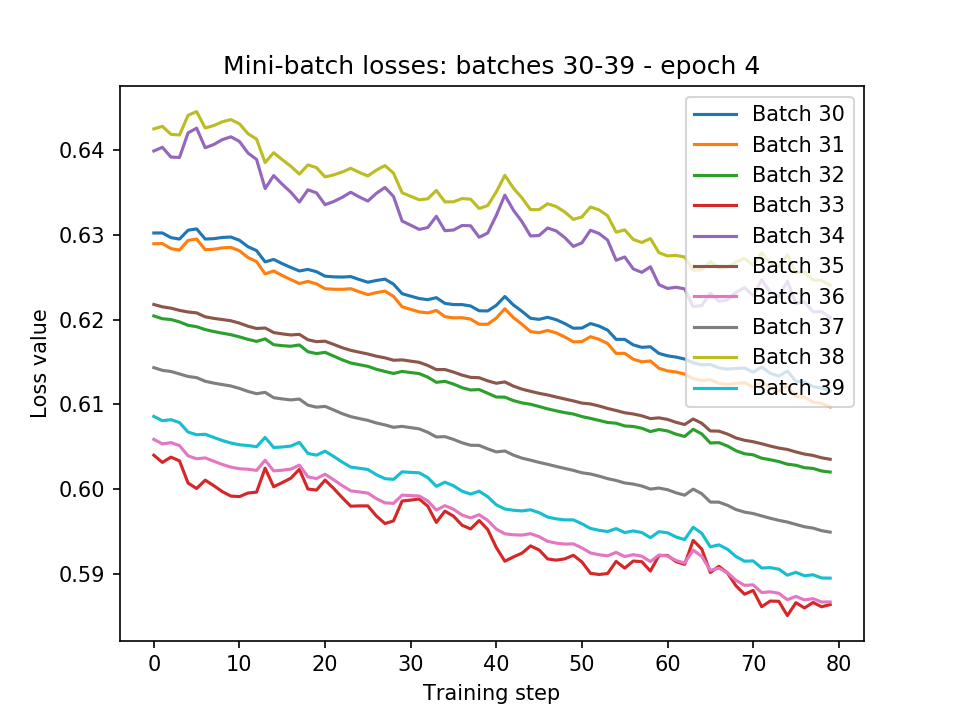 Mini-batch losses: batches 30-39 - epoch 4
Batch 30
Batch 31
Batch 32
Batch 33
Batch 34
Batch 35
Batch 36
Batch 37
Batch 38
Batch 39
Loss value
0.64
0.63
0.62
0.61
0.60
0.59
0 10 20 30 40 50 60 70 80
Training step